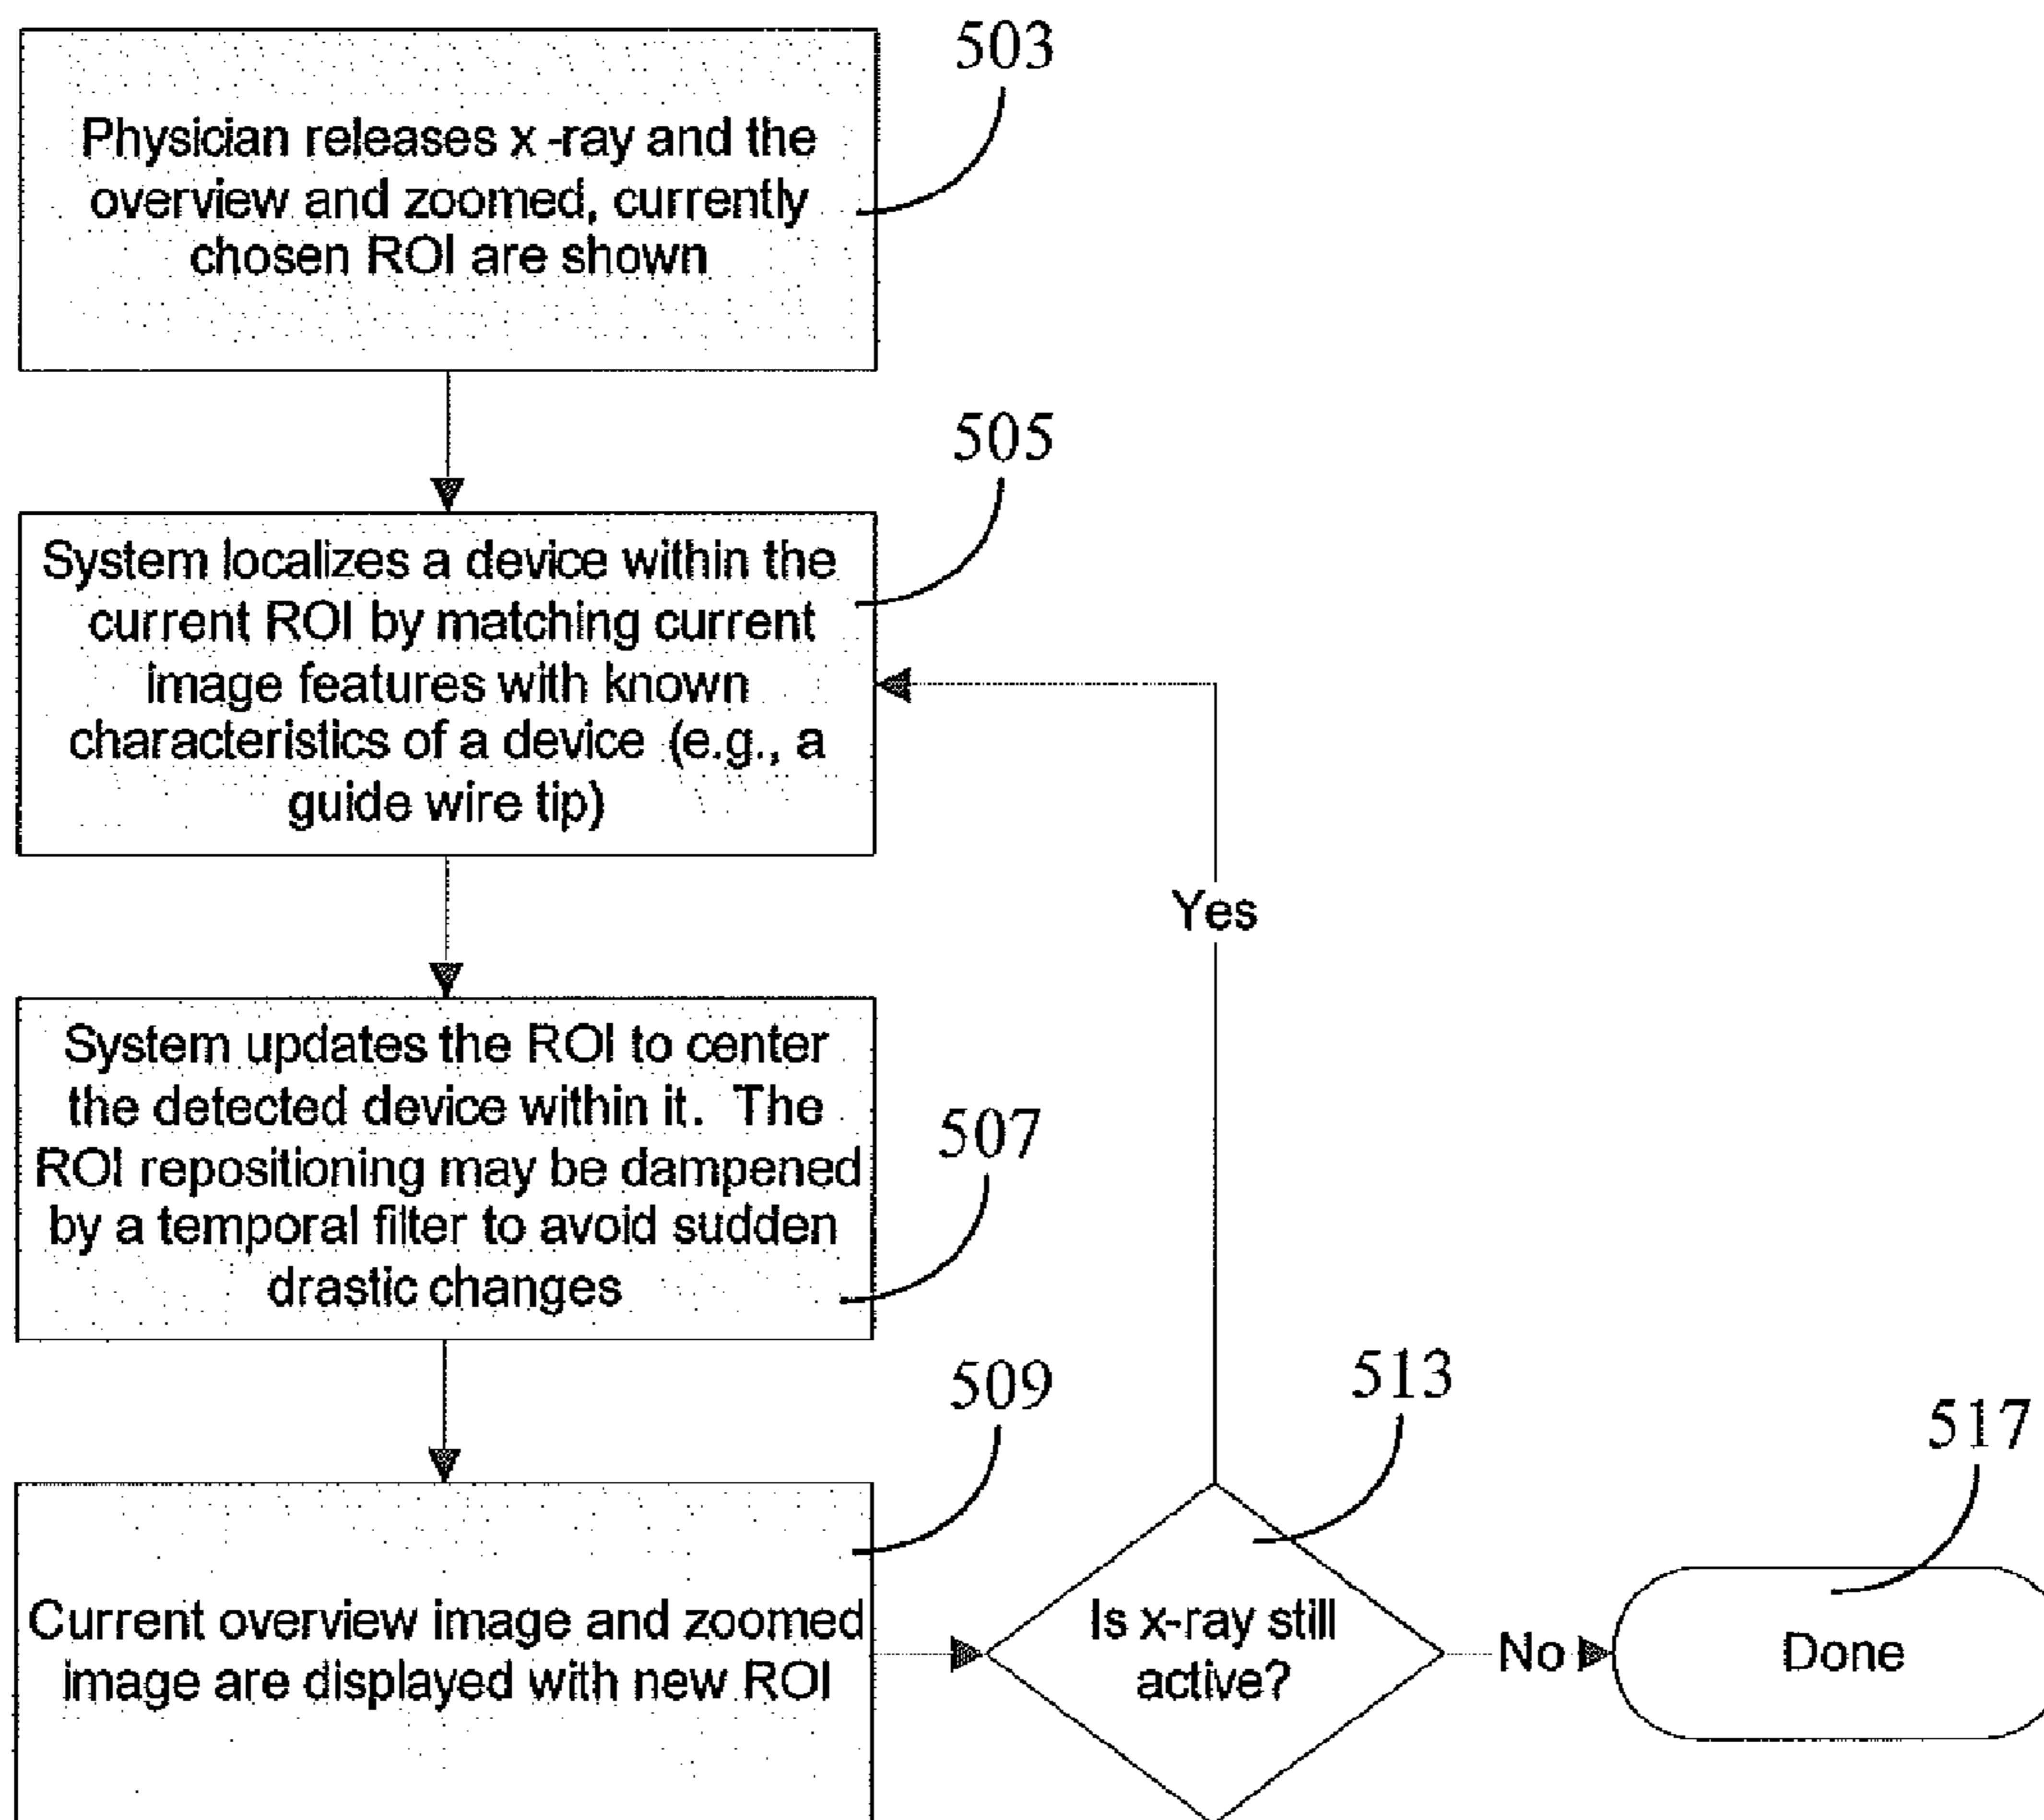 503
Physician releases x -ray and the
overview and zoomed, currently
chosen ROI are shown
505
System localizes a device within the
current ROI by matching current
image features with known
characteristics of a device (e.g., a
guide wire tip)
Yes
System updates the ROI to center
the detected device within it. The
ROI repositioning may be dampened
by a temporal filter to avoid sudden
drastic changes
507
509
513
517
Current overview image and zoomed
image are displayed with new ROI
Is x-ray still
active?
No
Done